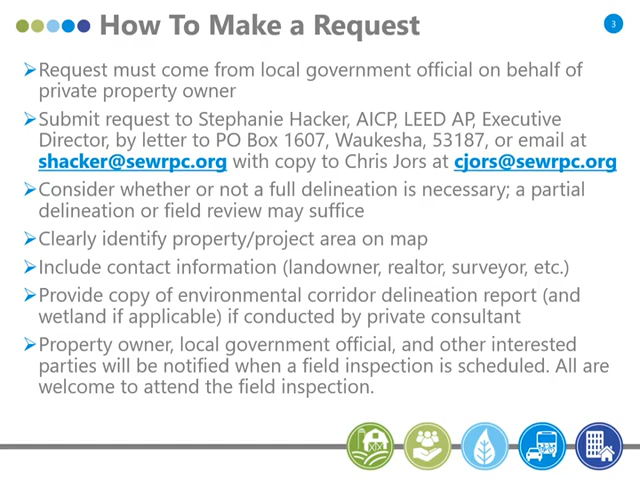 How To Make a Request
3
➢Request must come from local government official on behalf of
private property owner
➢Submit request to Stephanie Hacker, AICP, LEED AP, Executive
Director, by letter to PO Box 1607, Waukesha, 53187, or email at
shacker@sewrpc.org with copy to Chris Jors at cjors@sewrpc.org
➢Consider whether or not a full delineation is necessary; a partial
delineation or field review may suffice
➢Clearly identify property/project area on map
➢Include contact information (landowner, realtor, surveyor, etc.)
➢Provide copy of environmental corridor delineation report (and
wetland if applicable) if conducted by private consultant
➢Property owner, local government official, and other interested
parties will be notified when a field inspection is scheduled. All are
welcome to attend the field inspection.